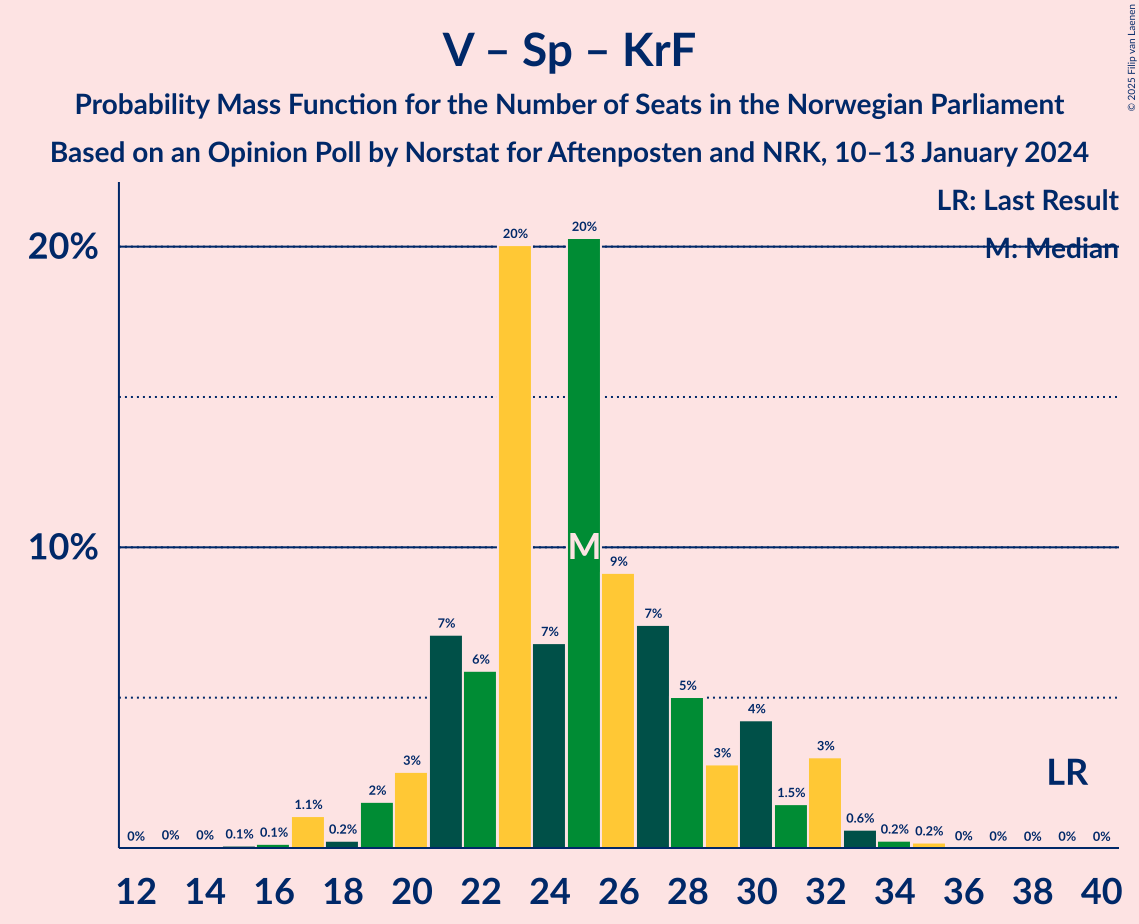 V – Sp – KrF
Probability Mass Function for the Number of Seats in the Norwegian Parliament
Based on an Opinion Poll by Norstat for Aftenposten and NRK, 10–13 January 2024
© 2025 Filip van Laenen
LR: Last Result
M: Median
20%
10%
0% 0% 0% 0.1% 0.1% 1.1% 0.2% 2% 3% 7% 6% 20% 7% 20% 9% 7% 5% 3% 4% 1.5% 3% 0.6% 0.2% 0.2% 0% 0% 0% 0% 0%
M
LR
12 14 16 18 20 22 24 26 28 30 32 34 36 38 40